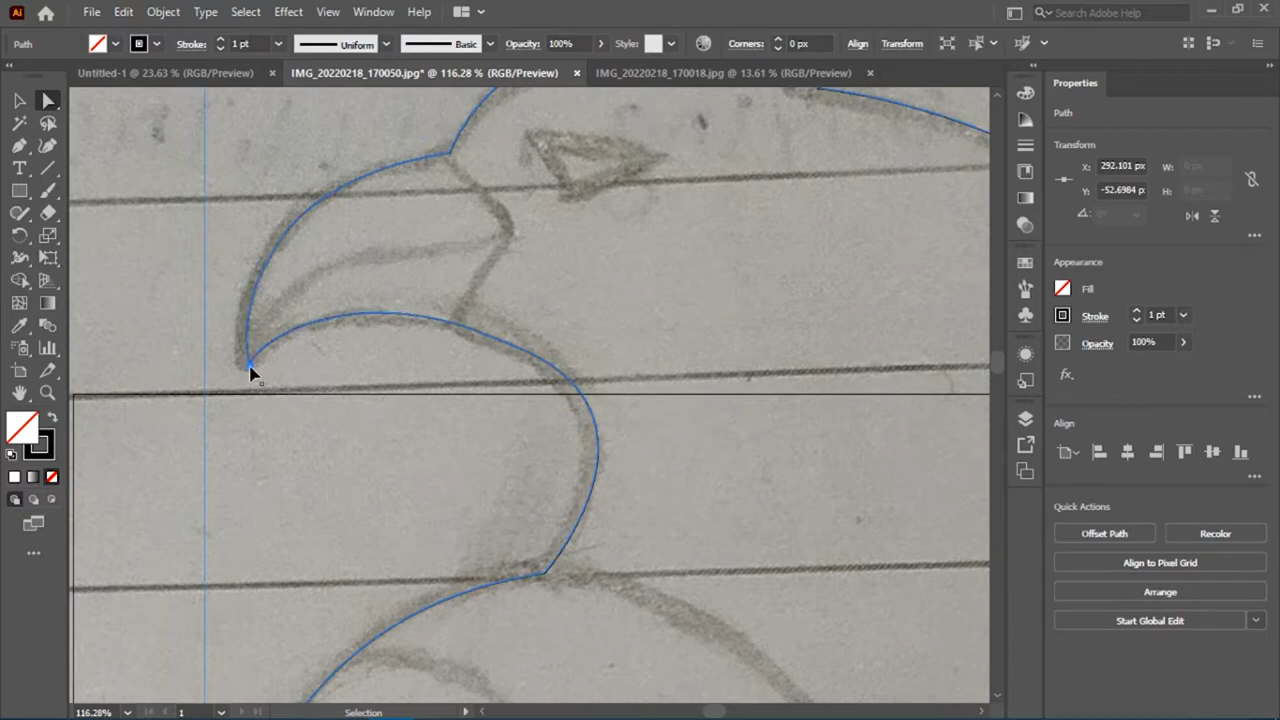 Ai File Edit Object Type Select Effect View Window Help Search Adobe Help
Path Stroke: 1 pt Uniform Basic Opacity: 100% Style: Corners: 0 px Align Transform
Untitled-1 @ 23.63 % (RGB/Preview) × IMG_20220218_170050.jpg* @ 116.28 % (RGB/Preview) × IMG_20220218_170018.jpg @ 13.61 % (RGB/Preview) ×
Properties
Path
Transform
X: 292.101 px W: 0 px
Y: -52.6984 p: H: 0 px
Appearance
Fill
Stroke 1 pt
Opacity 100%
fx
Align
Quick Actions
Offset Path Recolor
Align to Pixel Grid
Arrange
Start Global Edit
116.28% 1 Selection